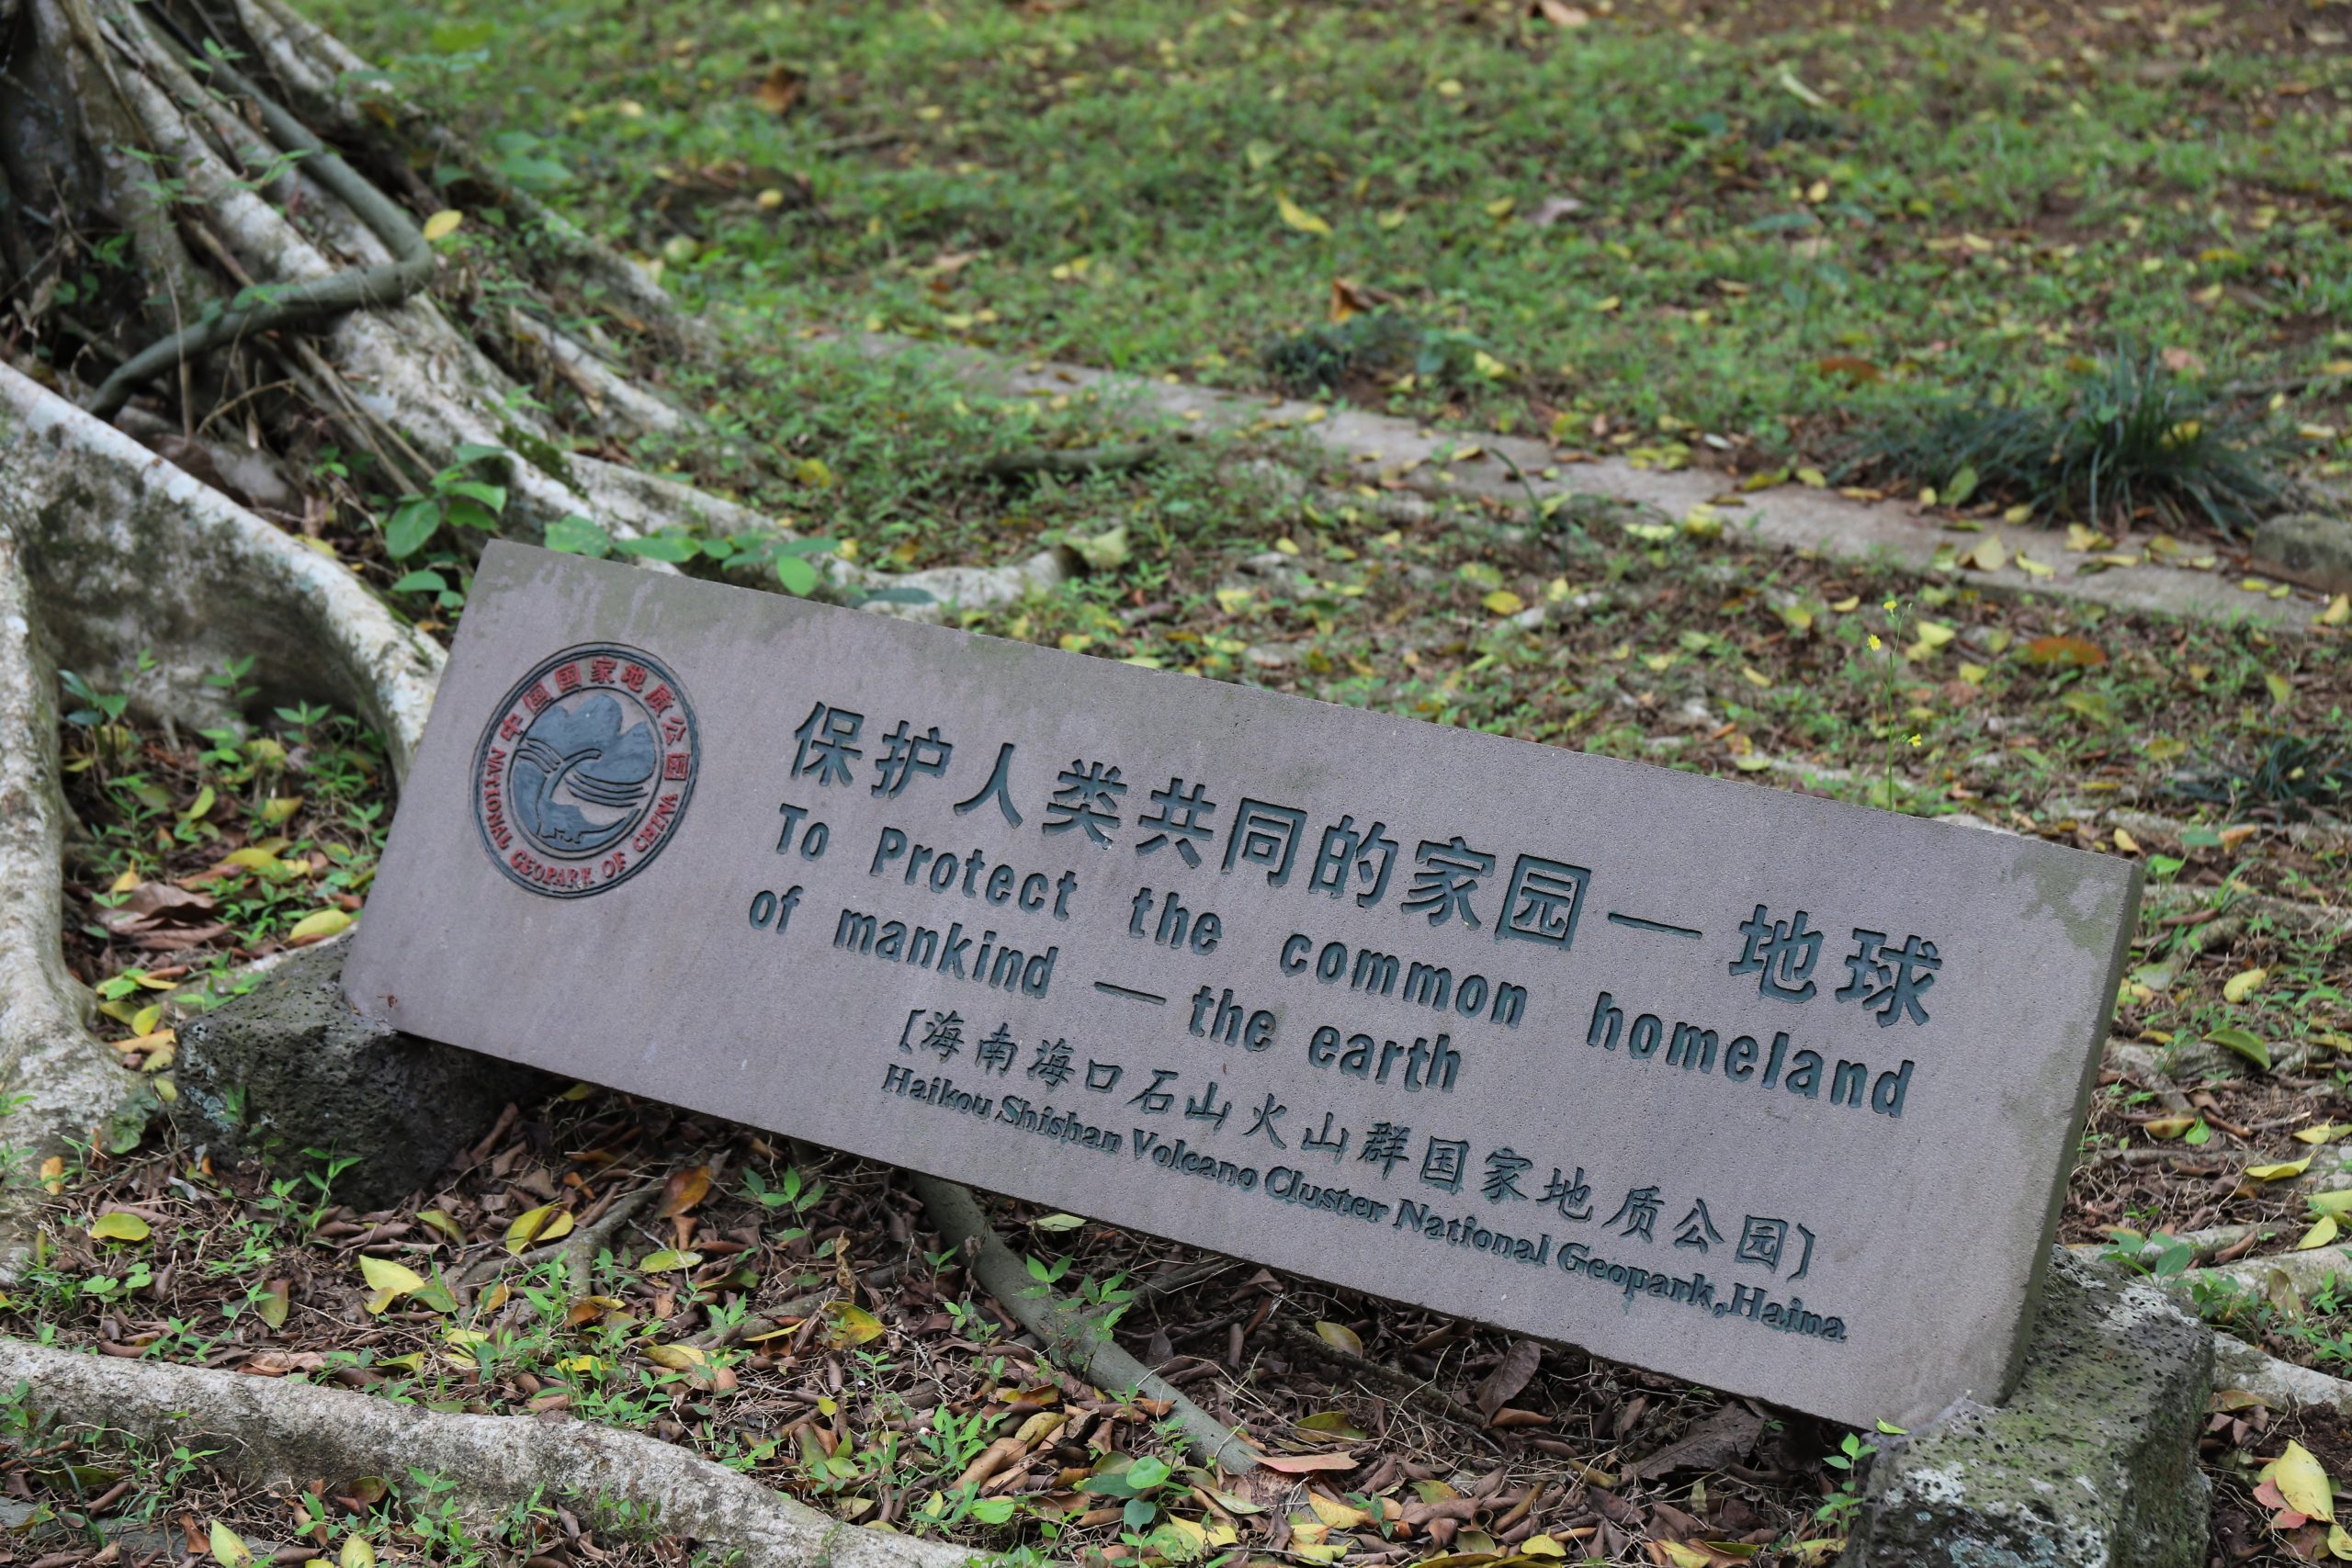 中国国家地质公园
NATIONAL GEOPARK OF CHINA
保护人类共同的家园—地球
To Protect the common homeland
of mankind — the earth
(海南海口石山火山群国家地质公园)
Haikou Shishan Volcano Cluster National Geopark,Haina